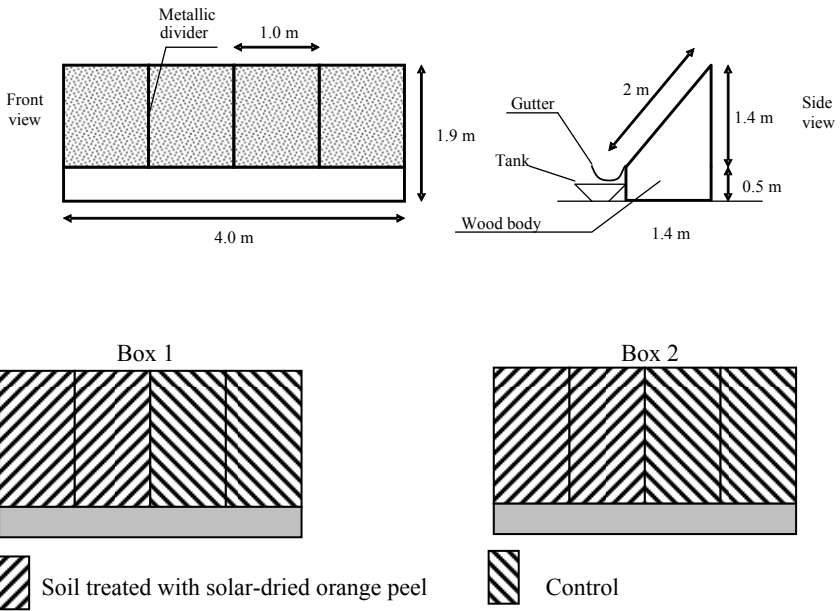 Metallic
divider
1.0 m
Front
view
1.9 m
4.0 m
2 m
Gutter
Tank
Side
view
1.4 m
0.5 m
Wood body
1.4 m
Box 1
Box 2
Soil treated with solar-dried orange peel
Control